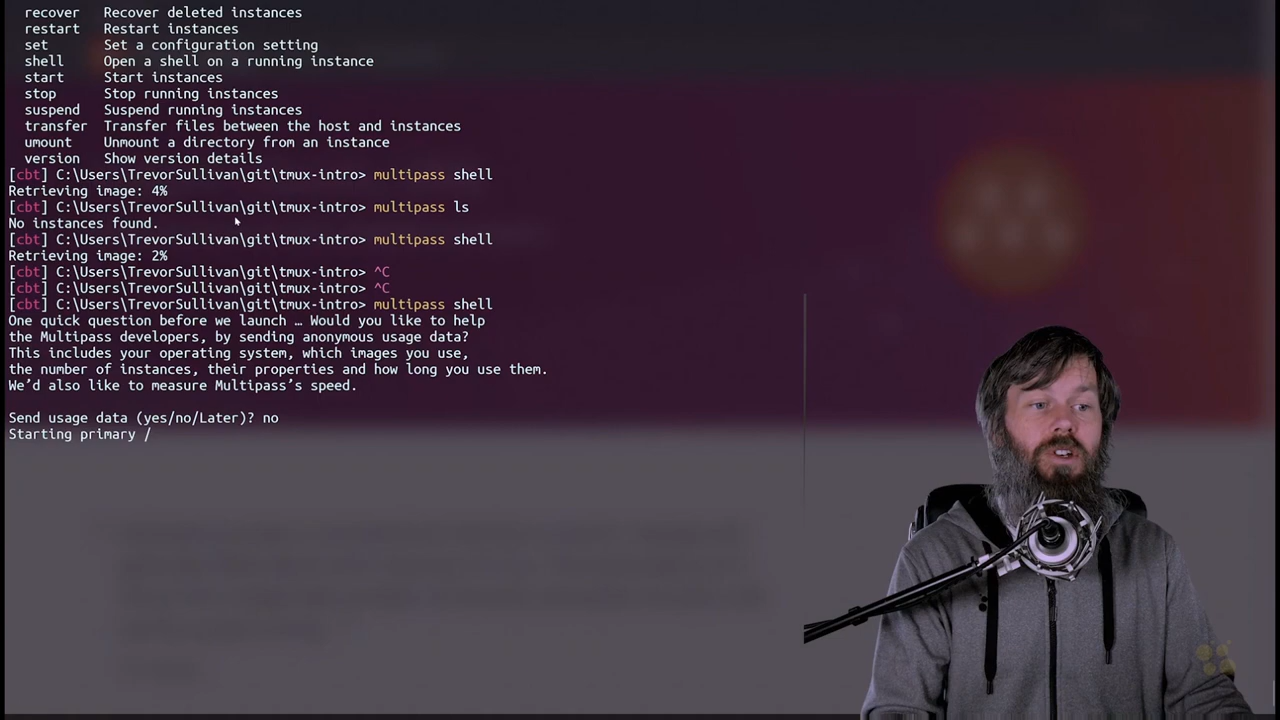 recover   Recover deleted instances
restart   Restart instances
set       Set a configuration setting
shell     Open a shell on a running instance
start     Start instances
stop      Stop running instances
suspend   Suspend running instances
transfer  Transfer files between the host and instances
umount    Unmount a directory from an instance
version   Show version details
[cbt] C:\Users\TrevorSullivan\git\tmux-intro> multipass shell
Retrieving image: 4%
[cbt] C:\Users\TrevorSullivan\git\tmux-intro> multipass ls
No instances found.
[cbt] C:\Users\TrevorSullivan\git\tmux-intro> multipass shell
Retrieving image: 2%
[cbt] C:\Users\TrevorSullivan\git\tmux-intro> ^C
[cbt] C:\Users\TrevorSullivan\git\tmux-intro> ^C
[cbt] C:\Users\TrevorSullivan\git\tmux-intro> multipass shell
One quick question before we launch … Would you like to help
the Multipass developers, by sending anonymous usage data?
This includes your operating system, which images you use,
the number of instances, their properties and how long you use them.
We’d also like to measure Multipass’s speed.
Send usage data (yes/no/Later)? no
Starting primary /